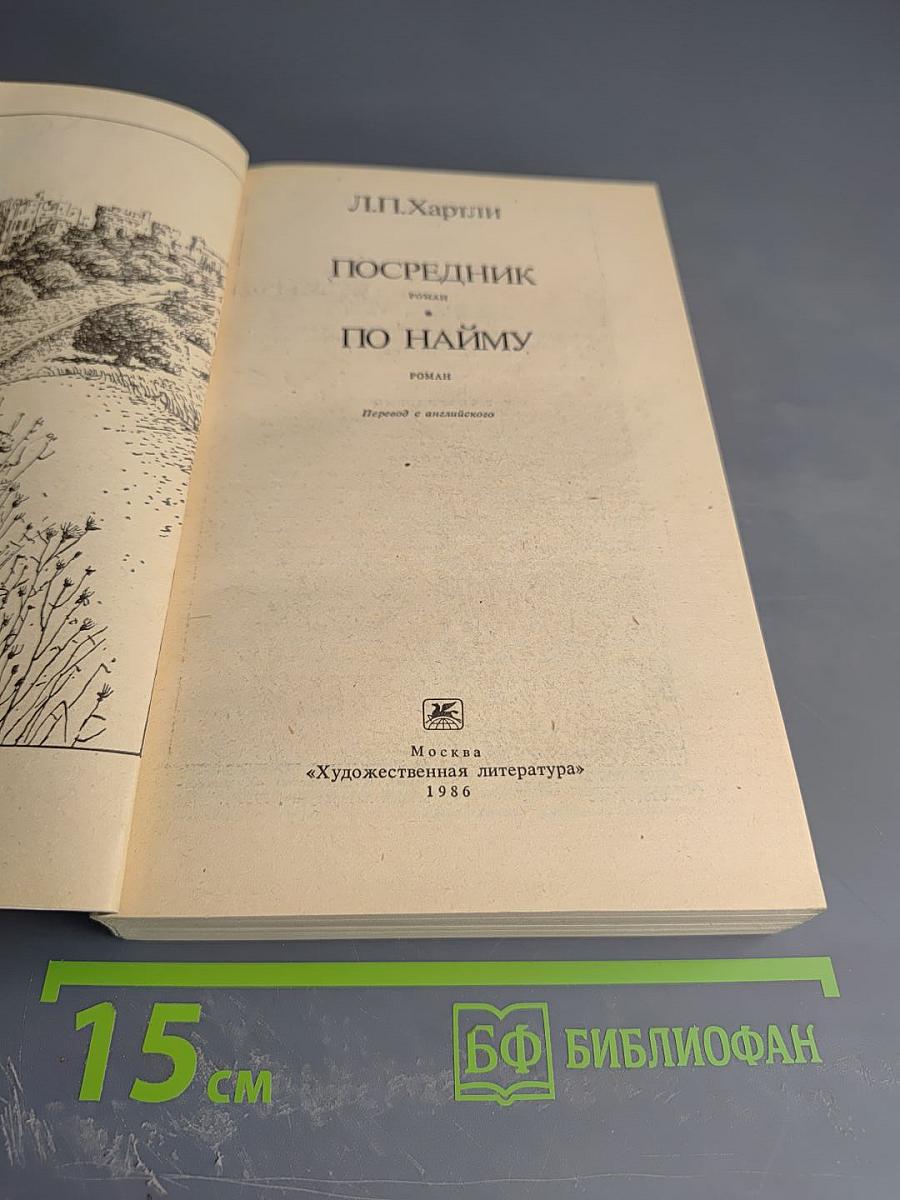 Л.П.Хартли
ПОСРЕДНИК
РОМАН
ПО НАЙМУ
РОМАН
Перевод с английского
Москва
«Художественная литература»
1986
15 см
БФ БИБЛИОФАН